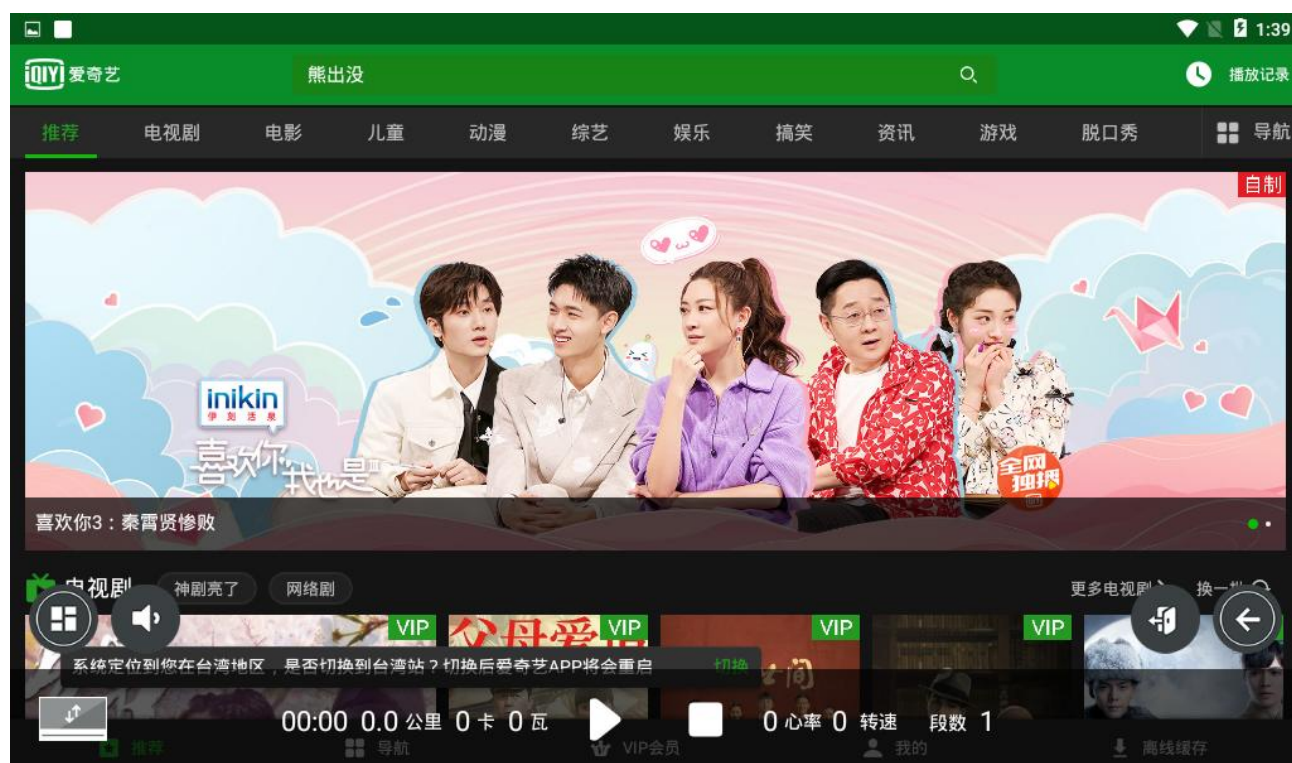 1:39
iQIYI 爱奇艺
熊出没
播放记录
推荐 电视剧 电影 儿童 动漫 综艺 娱乐 搞笑 资讯 游戏 脱口秀 导航
自制
inikin
伊刻活泉
喜欢你我也是
全网
独播
喜欢你3：秦霄贤惨败
电视剧 神剧亮了 网络剧 更多电视剧 换一批
VIP VIP VIP VIP
父母爱情
系统定位到您在台湾地区，是否切换到台湾站？切换后爱奇艺APP将会重启 切换
00:00 0.0 公里 0 卡 0 瓦 0 心率 0 转速 段数 1
推荐 导航 VIP会员 我的 离线缓存